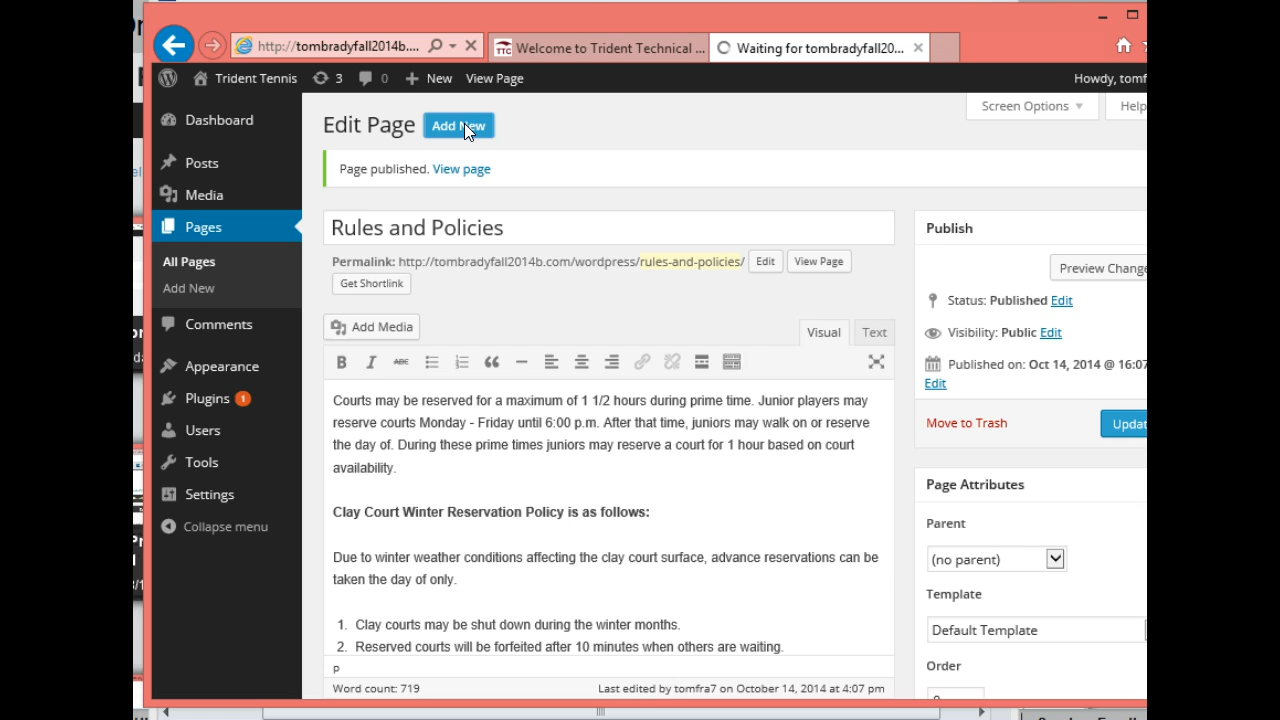 http://tombradyfall2014b....
TTC Welcome to Trident Technical ...
Waiting for tombradyfall20...
Trident Tennis 3 0 New View Page
Howdy, tomf
Dashboard
Posts
Media
Pages
All Pages
Add New
Comments
Appearance
Plugins 1
Users
Tools
Settings
Collapse menu
Screen Options
Help
Edit Page Add New
Page published. View page
Rules and Policies
Permalink: http://tombradyfall2014b.com/wordpress/rules-and-policies/ Edit View Page
Get Shortlink
Add Media
Visual Text
B I ABC
Courts may be reserved for a maximum of 1 1/2 hours during prime time. Junior players may
reserve courts Monday - Friday until 6:00 p.m. After that time, juniors may walk on or reserve
the day of. During these prime times juniors may reserve a court for 1 hour based on court
availability.
Clay Court Winter Reservation Policy is as follows:
Due to winter weather conditions affecting the clay court surface, advance reservations can be
taken the day of only.
1. Clay courts may be shut down during the winter months.
2. Reserved courts will be forfeited after 10 minutes when others are waiting.
p
Word count: 719
Last edited by tomfra7 on October 14, 2014 at 4:07 pm
Publish
Preview Change
Status: Published Edit
Visibility: Public Edit
Published on: Oct 14, 2014 @ 16:07
Edit
Move to Trash
Updat
Page Attributes
Parent
(no parent)
Template
Default Template
Order